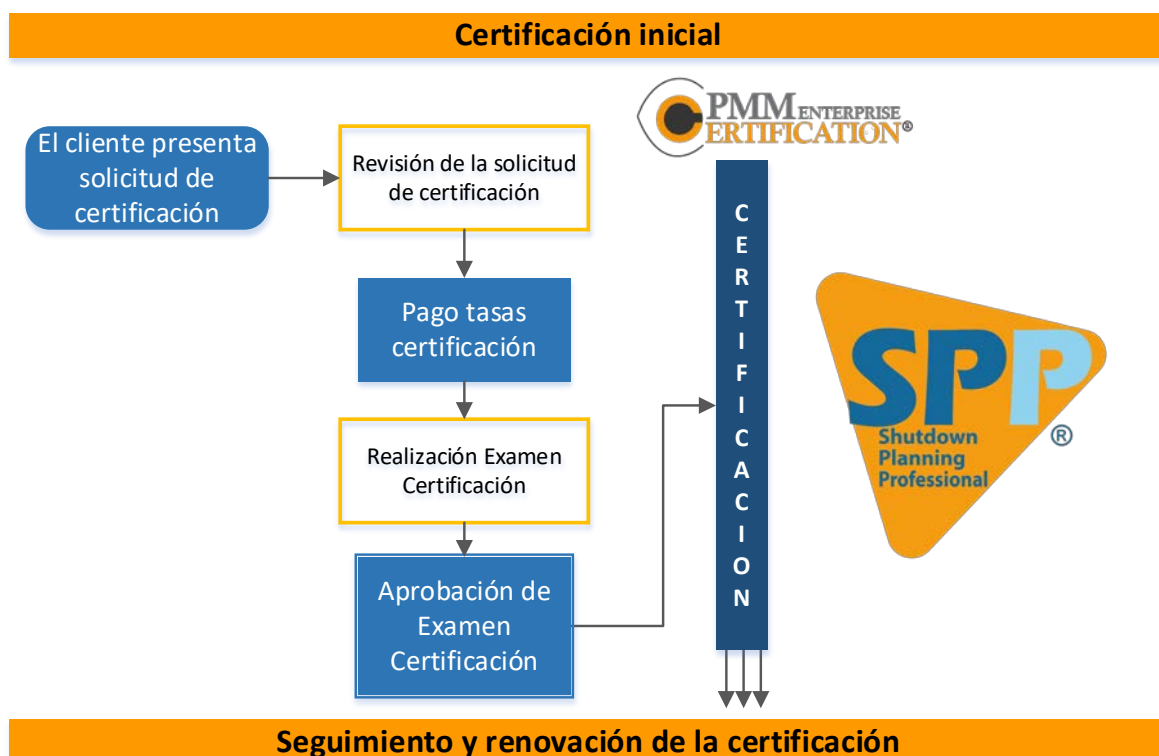 Certificación inicial
PMM ENTERPRISE
CERTIFICATION®
El cliente presenta
solicitud de
certificación
Revisión de la solicitud
de certificación
Pago tasas
certificación
Realización Examen
Certificación
Aprobación de
Examen
Certificación
C
E
R
T
I
F
I
C
A
C
I
O
N
SPP
Shutdown
Planning
Professional
®
Seguimiento y renovación de la certificación